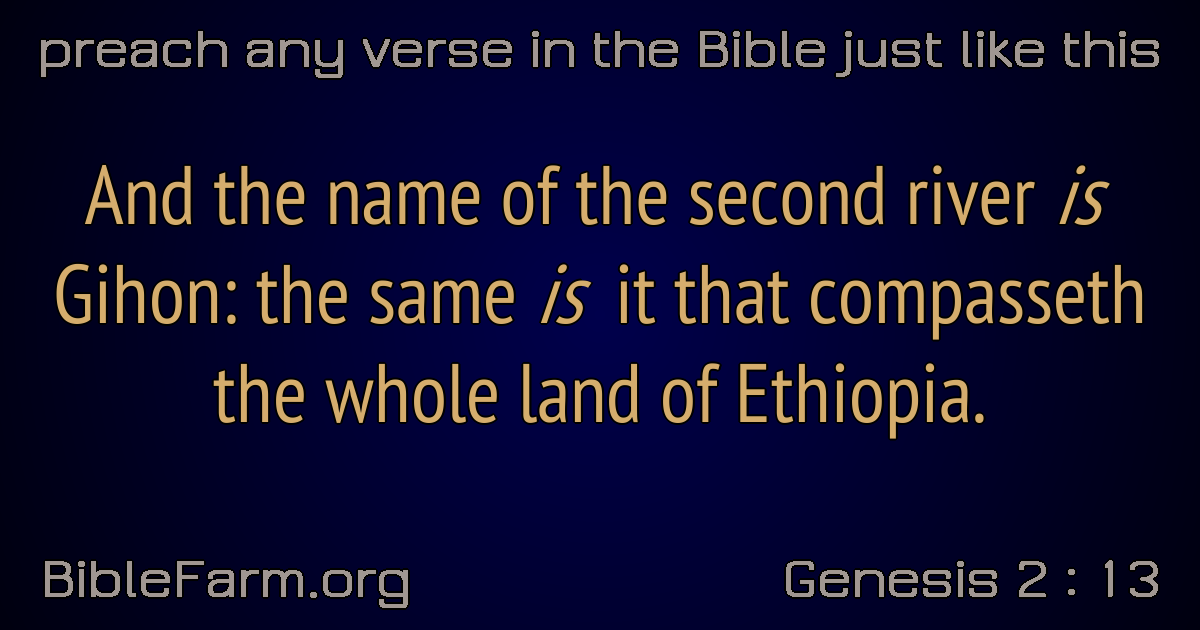 preach any verse in the Bible just like this
And the name of the second river is
Gihon: the same is it that compasseth
the whole land of Ethiopia.
BibleFarm.org
Genesis 2 : 13